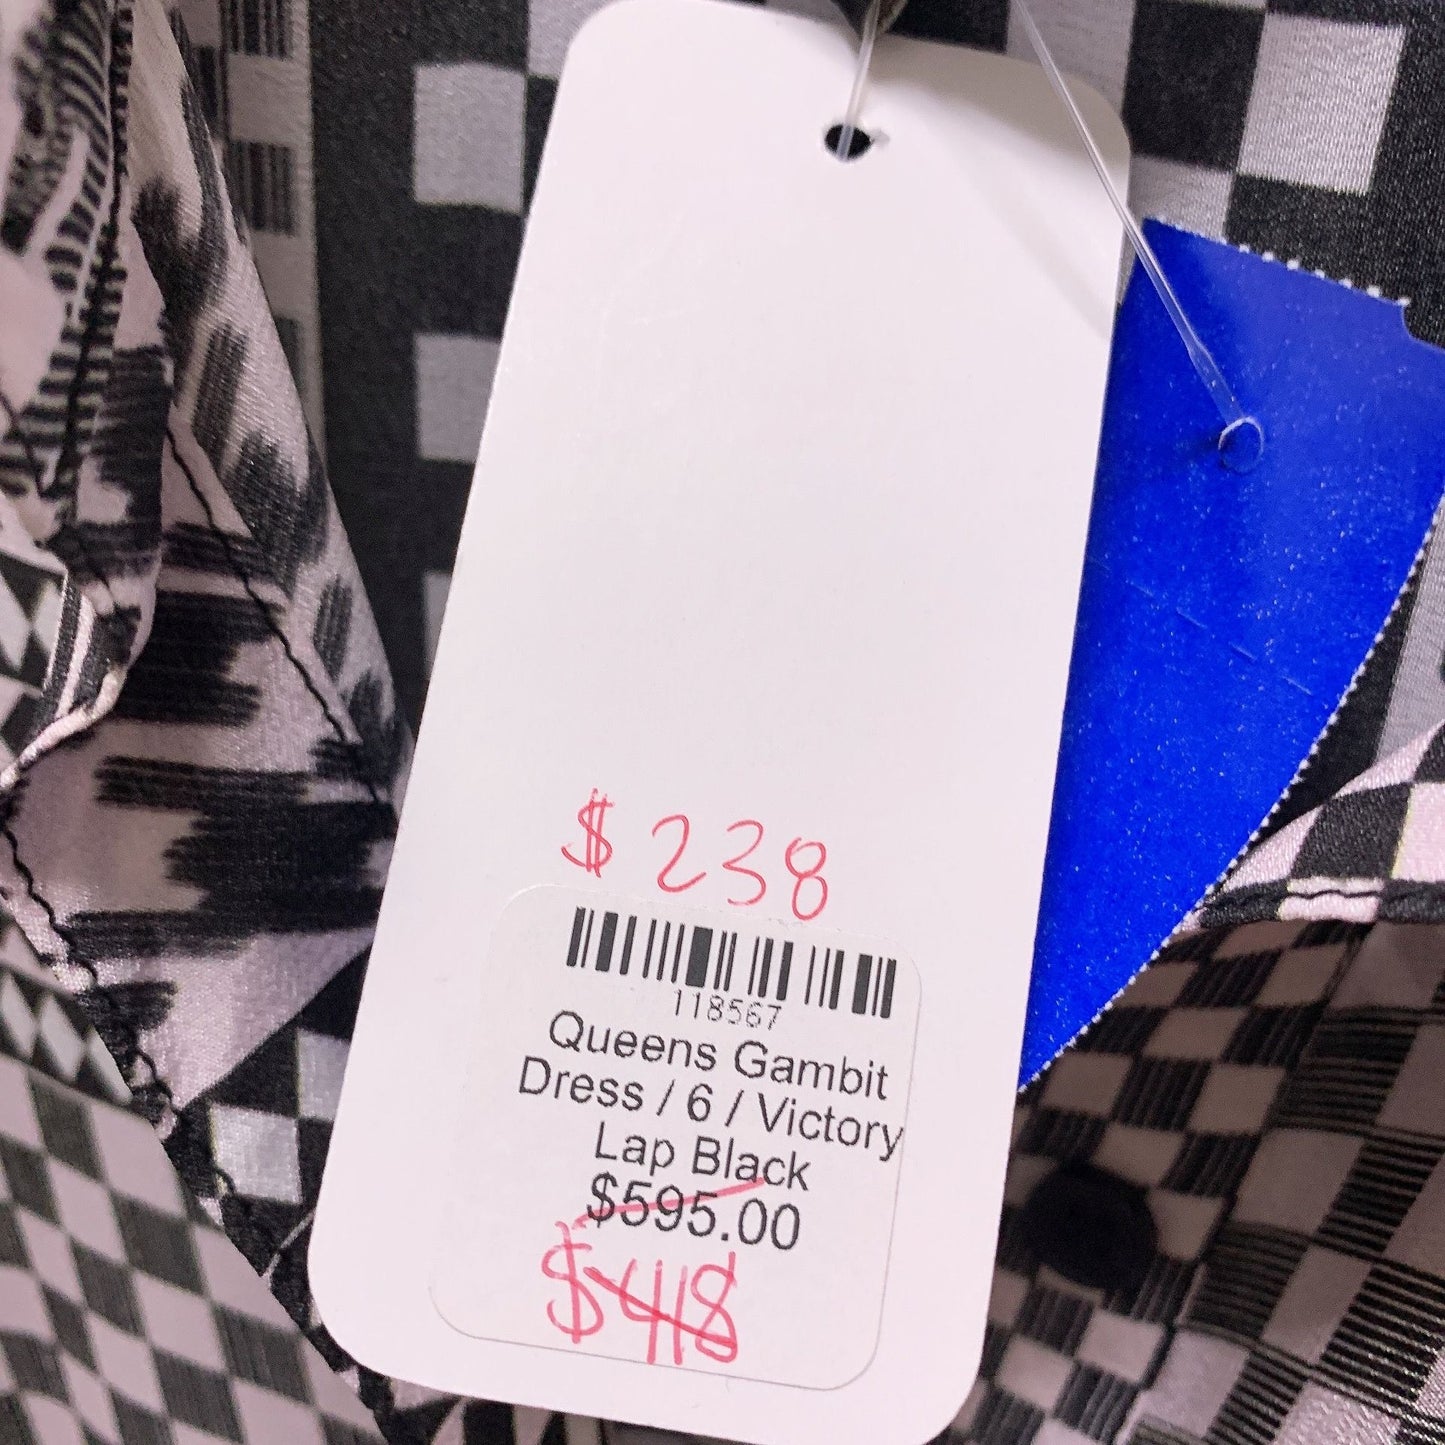 $238
118567
Queens Gambit
Dress / 6 / Victory
Lap Black
$595.00
$418